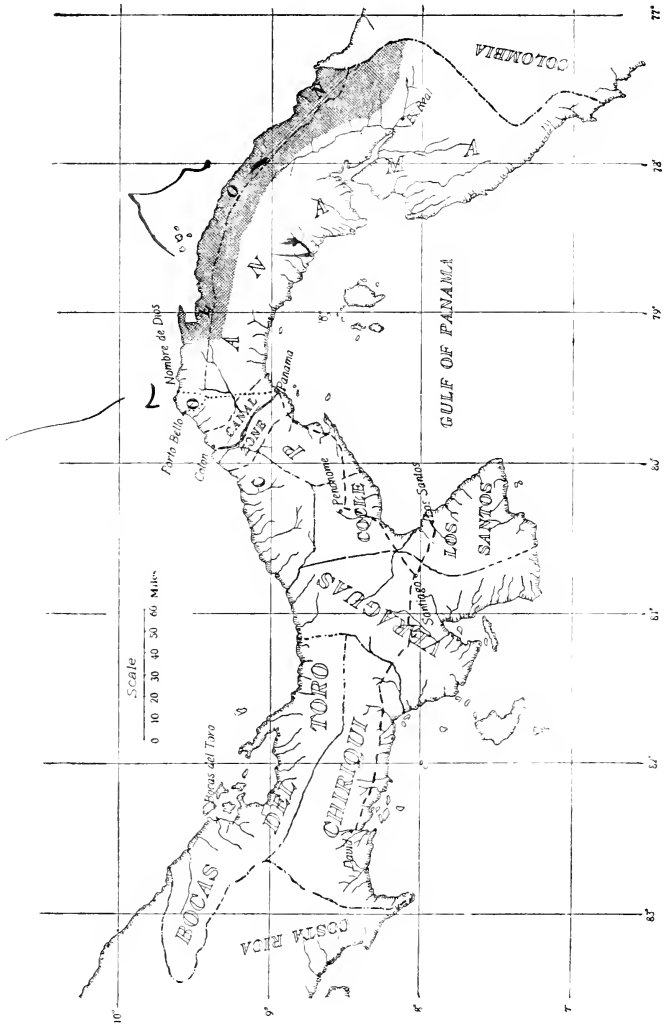 77°
78°
79°
80°
81°
82°
83°
10°
9°
8°
7°
Scale
0 10 20 30 40 50 60 Miles
COSTA RICA
BOCAS DEL TORO
Bocas del Toro
CHIRIQUI
David
VERAGUAS
Santiago
LOS SANTOS
Los Santos
COCLE
Penonome
COLON
Colon
Porto Bello
Nombre de Dios
CANAL ZONE
PANAMA
Panama
GULF OF PANAMA
COLOMBIA